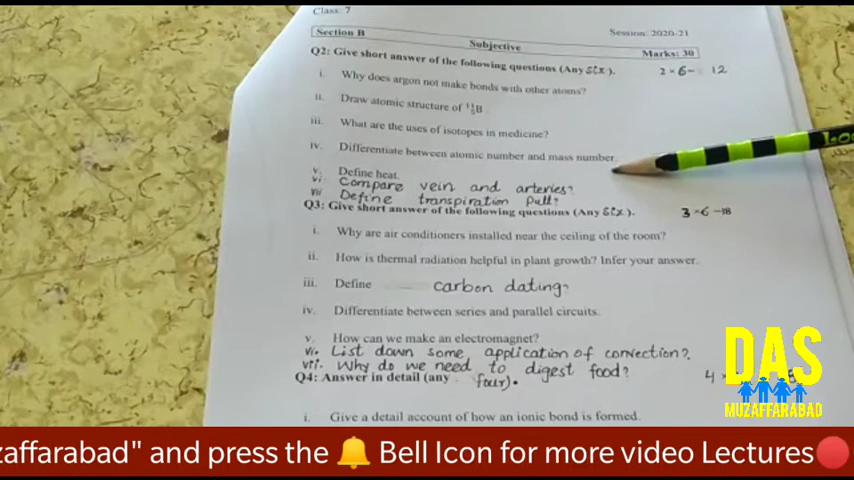 Class: 7
Session: 2020-21
Section B
Subjective
Marks: 30
Q2: Give short answer of the following questions (Any Six). 2×6= 12
i. Why does argon not make bonds with other atoms?
ii. Draw atomic structure of ¹¹₅B
iii. What are the uses of isotopes in medicine?
iv. Differentiate between atomic number and mass number.
v. Define heat.
vi Compare vein and arteries?
vii Define transpiration Pull?
Q3: Give short answer of the following questions (Any Six). 3×6=18
i. Why are air conditioners installed near the ceiling of the room?
ii. How is thermal radiation helpful in plant growth? Infer your answer.
iii. Define carbon dating?
iv. Differentiate between series and parallel circuits.
v. How can we make an electromagnet?
vi. List down some application of convection?
vii. Why do we need to digest food?
Q4: Answer in detail (any four). 4 ×
i. Give a detail account of how an ionic bond is formed.
DAS
MUZAFFARABAD
zaffarabad" and press the 🔔 Bell Icon for more video Lectures🔴